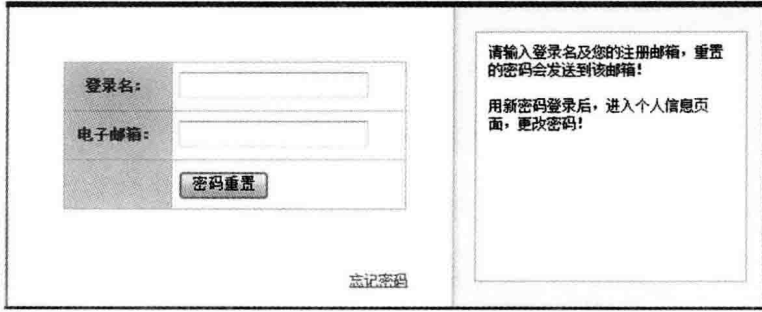 登录名：
电子邮箱：
密码重置
忘记密码
请输入登录名及您的注册邮箱，重置
的密码会发送到该邮箱！
用新密码登录后，进入个人信息页
面，更改密码！